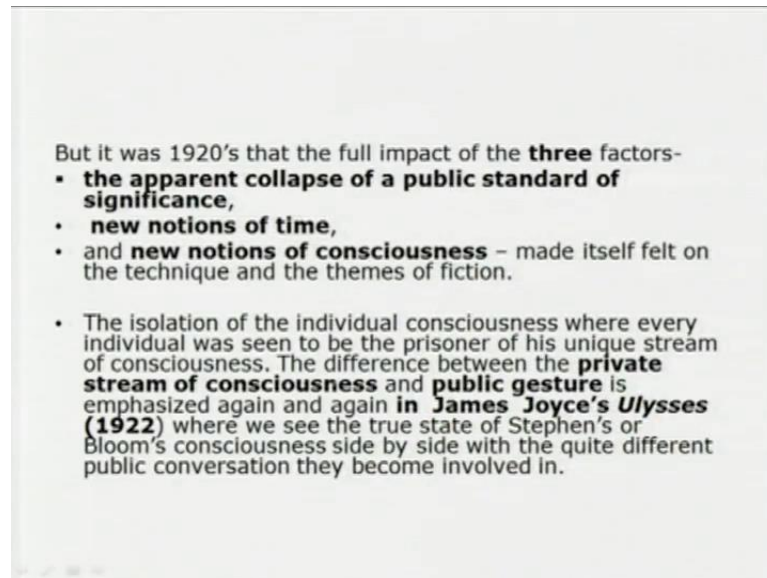 But it was 1920's that the full impact of the three factors-
▪ the apparent collapse of a public standard of
significance,
• new notions of time,
• and new notions of consciousness – made itself felt on
the technique and the themes of fiction.
• The isolation of the individual consciousness where every
individual was seen to be the prisoner of his unique stream
of consciousness. The difference between the private
stream of consciousness and public gesture is
emphasized again and again in James Joyce's Ulysses
(1922) where we see the true state of Stephen's or
Bloom's consciousness side by side with the quite different
public conversation they become involved in.